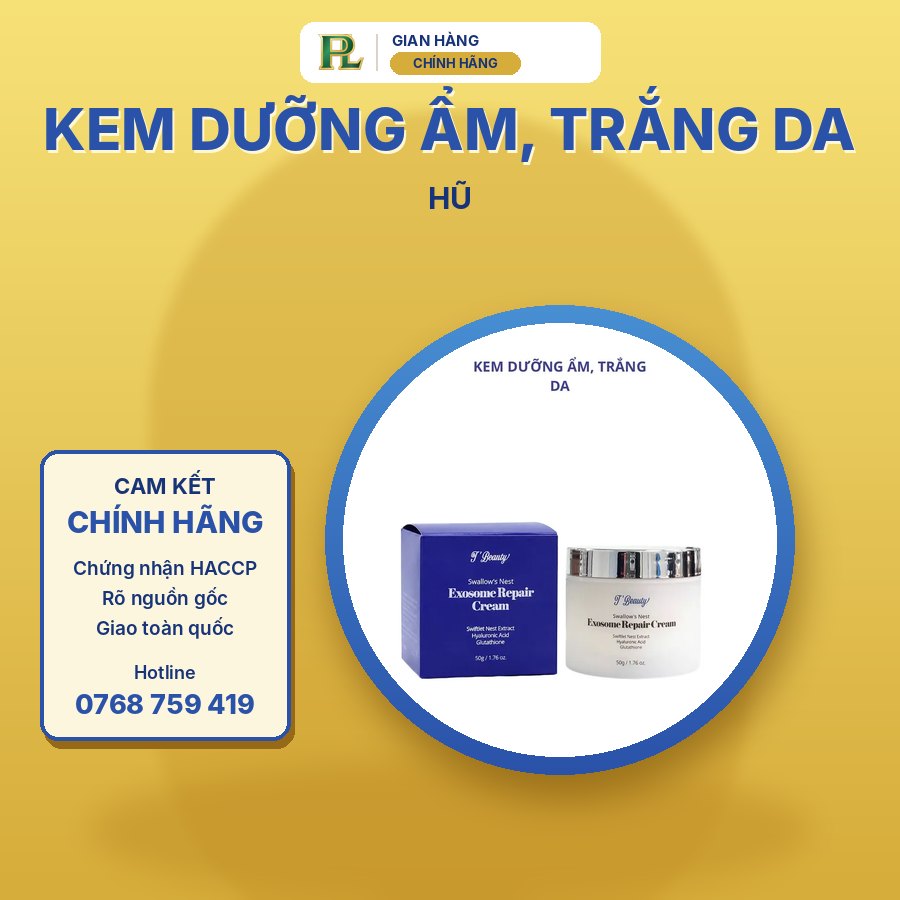 PL
GIAN HÀNG
CHÍNH HÃNG
KEM DƯỠNG ẨM, TRẮNG DA
HŨ
KEM DƯỠNG ẨM, TRẮNG
DA
CAM KẾT
CHÍNH HÃNG
Chứng nhận HACCP
Rõ nguồn gốc
Giao toàn quốc
Hotline
0768 759 419
T'Beauty
Swallow's Nest
Exosome Repair
Cream
Swiftlet Nest Extract
Hyaluronic Acid
Glutathione
50g / 1.76 oz.
T'Beauty
Swallow's Nest
Exosome Repair Cream
Swiftlet Nest Extract
Hyaluronic Acid
Glutathione
50g / 1.76 oz.